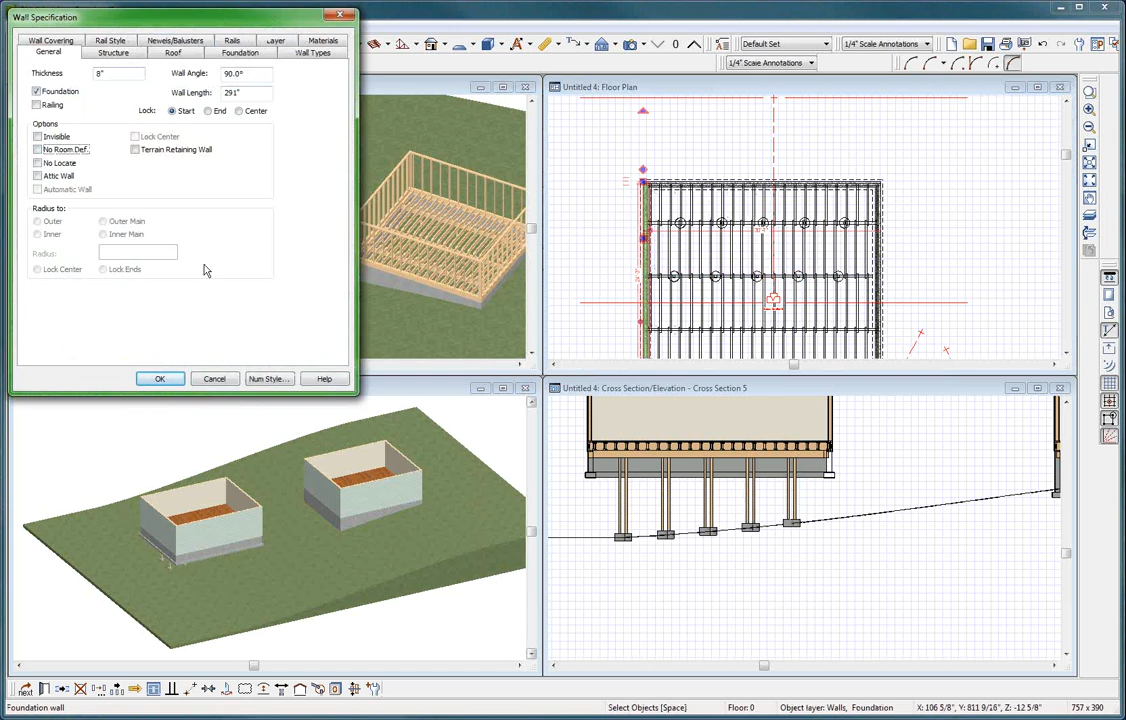 Wall Specification
Wall Covering Rail Style Newels/Balusters Rails Layer Materials
General Structure Roof Foundation Wall Types
Thickness 8" Wall Angle: 90.0°
Foundation Wall Length: 291"
Railing Lock: Start End Center
Options
Invisible Lock Center
No Room Def. Terrain Retaining Wall
No Locate
Attic Wall
Automatic Wall
Radius to:
Outer Outer Main
Inner Inner Main
Radius:
Lock Center Lock Ends
OK Cancel Num Style... Help
0 Default Set 1/4" Scale Annotations
1/4" Scale Annotations
Untitled 4: Floor Plan
Untitled 4: Cross Section/Elevation - Cross Section 5
next
Foundation wall Select Objects [Space] Floor: 0 Object layer: Walls, Foundation X: 106 5/8", Y: 811 9/16", Z: -12 5/8" 757 x 390